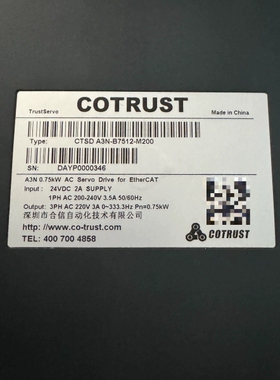 TrustServo
COTRUST
Made in China
Type: CTSD A3N-B7512-M200
SN: DAYP0000346
A3N 0.75kW AC Servo Drive for EtherCAT
Input : 24VDC 2A SUPPLY
1PH AC 200-240V 3.5A 50/60Hz
Output: 3PH AC 220V 3A 0~333.3Hz Pn=0.75kW
深圳市合信自动化技术有限公司
http://www.co-trust.com
TEL: 400 700 4858
COTRUST